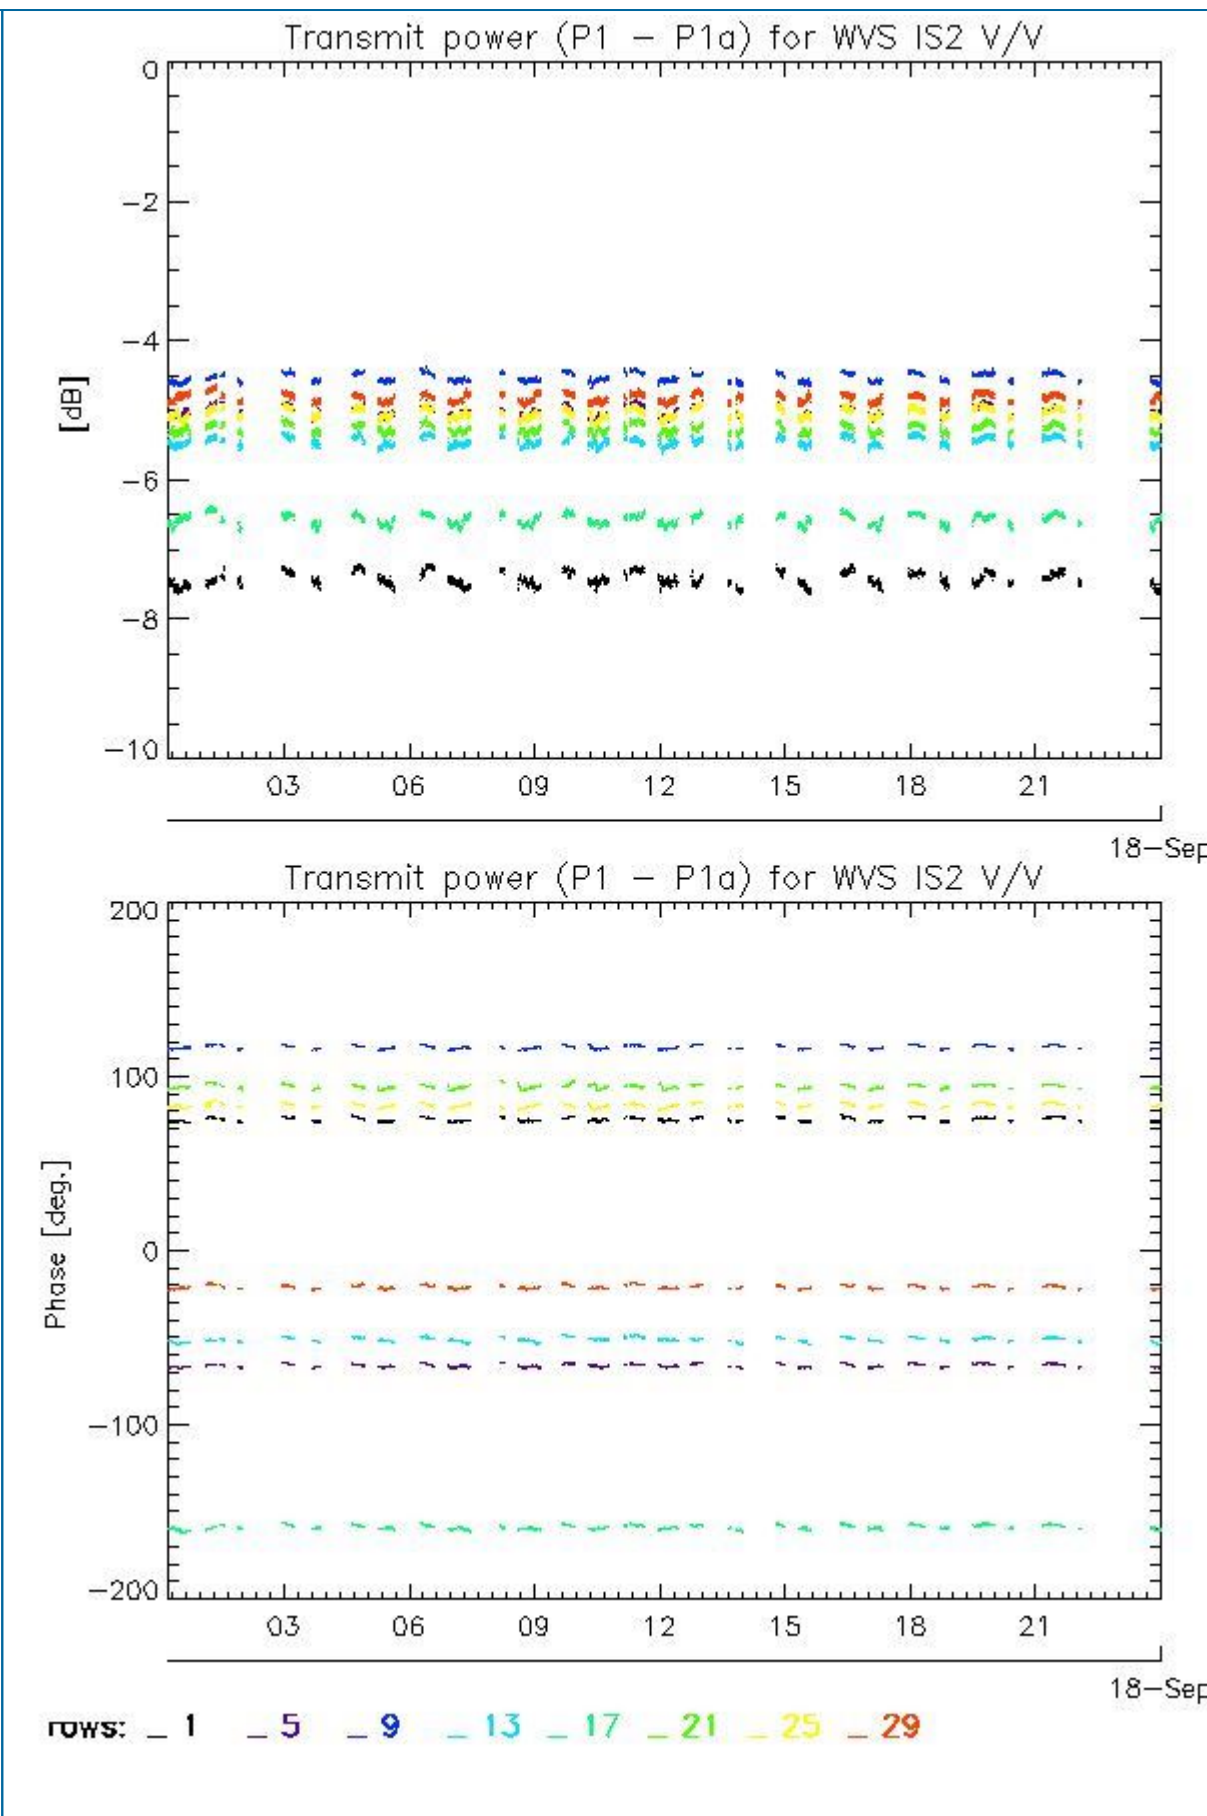 Transmit power (P1 − P1a) for WVS IS2 V/V
0
−2
−4
[dB]
−6
−8
−10
03 06 09 12 15 18 21
18-Sep
Transmit power (P1 − P1a) for WVS IS2 V/V
200
100
Phase [deg.]
0
−100
−200
03 06 09 12 15 18 21
18-Sep
rows: _ 1 _ 5 _ 9 _ 13 _ 17 _ 21 _ 25 _ 29